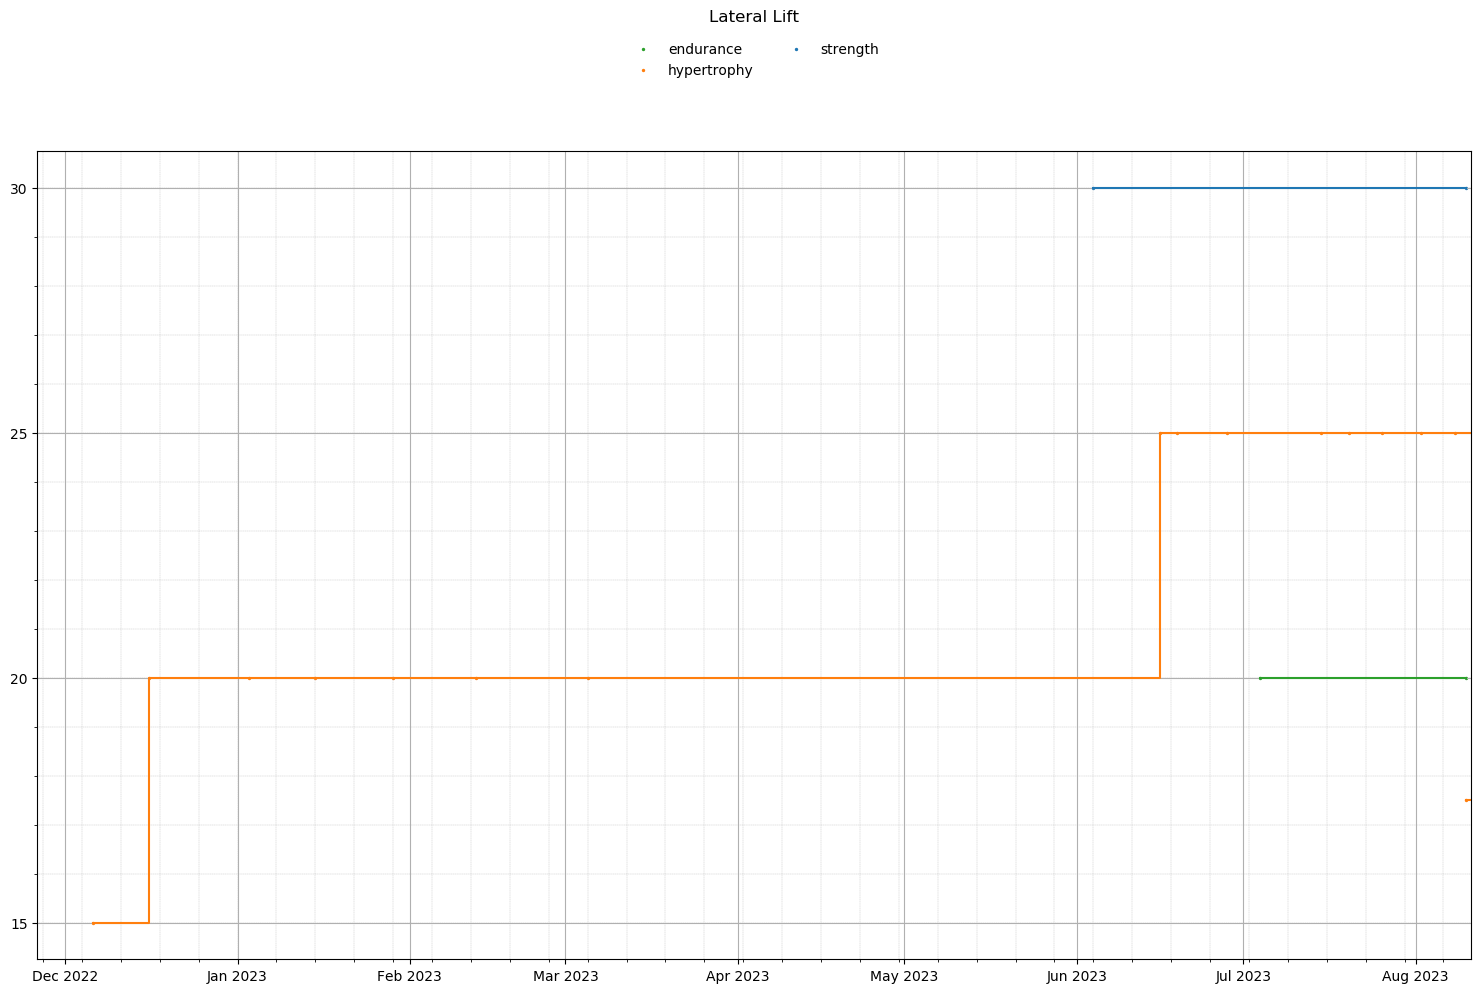 Lateral Lift
endurance
hypertrophy
strength
30
25
20
15
Dec 2022
Jan 2023
Feb 2023
Mar 2023
Apr 2023
May 2023
Jun 2023
Jul 2023
Aug 2023